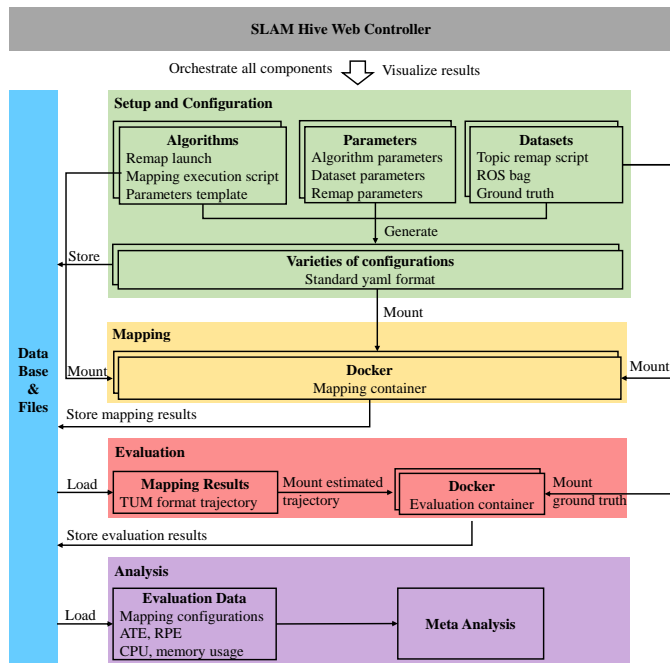 SLAM Hive Web Controller
Orchestrate all components
Visualize results
Setup and Configuration
Algorithms
Remap launch
Mapping execution script
Parameters template
Parameters
Algorithm parameters
Dataset parameters
Remap parameters
Datasets
Topic remap script
ROS bag
Ground truth
Generate
Store
Varieties of configurations
Standard yaml format
Mount
Mapping
Data
Base
&
Files
Mount
Docker
Mapping container
Mount
Store mapping results
Evaluation
Load
Mapping Results
TUM format trajectory
Mount estimated
trajectory
Docker
Evaluation container
Mount
ground truth
Store evaluation results
Analysis
Load
Evaluation Data
Mapping configurations
ATE, RPE
CPU, memory usage
Meta Analysis